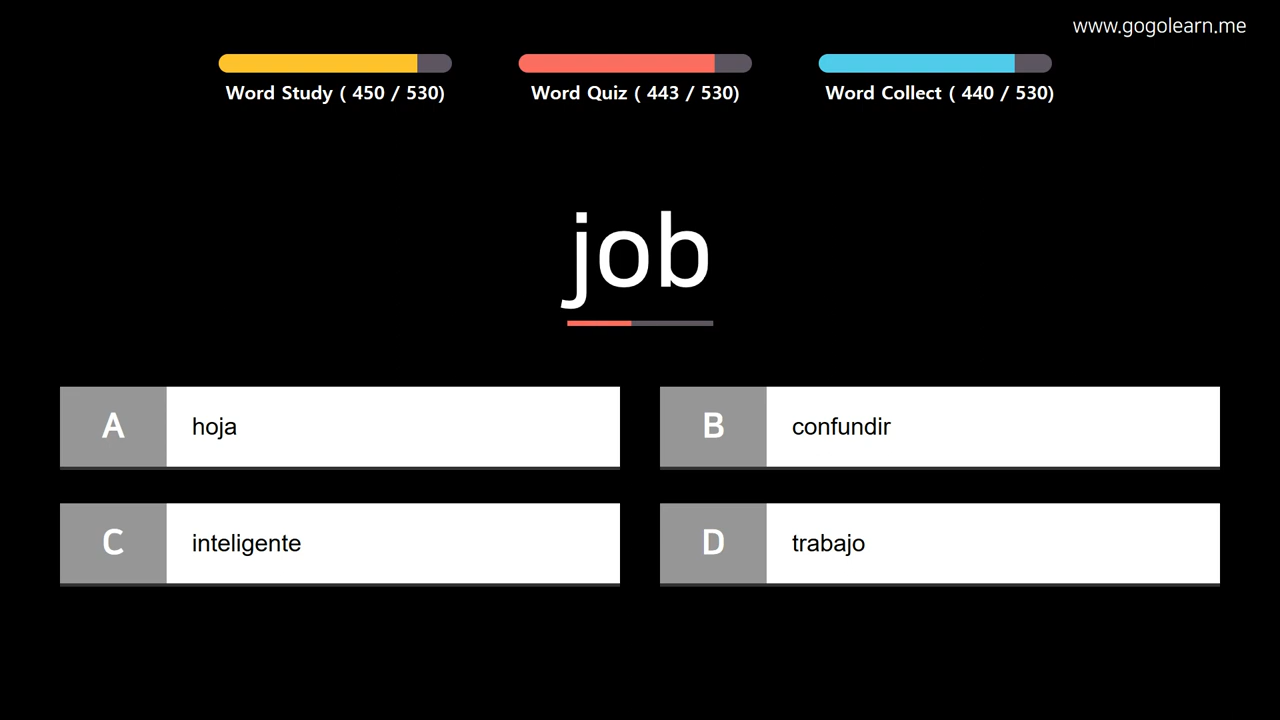 www.gogolearn.me
Word Study ( 450 / 530)
Word Quiz ( 443 / 530)
Word Collect ( 440 / 530)
job
A hoja
B confundir
C inteligente
D trabajo